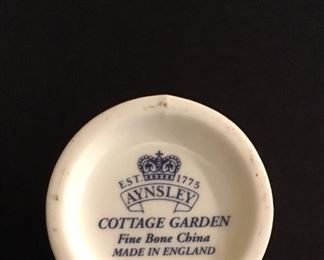 EST. 1775
AYNSLEY
COTTAGE GARDEN
Fine Bone China
MADE IN ENGLAND